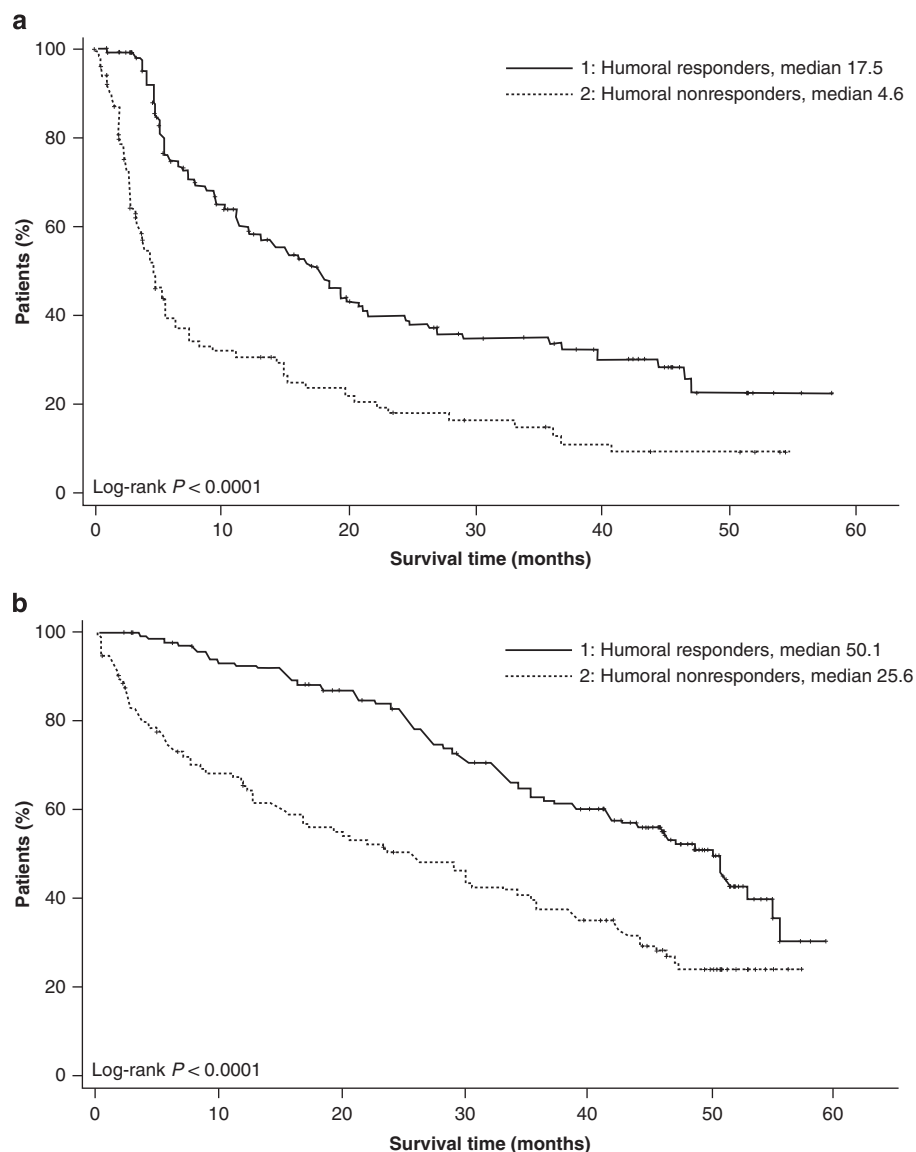 a
100
80
60
40
20
0
Patients (%)
1: Humoral responders, median 17.5
2: Humoral nonresponders, median 4.6
Log-rank P < 0.0001
0 10 20 30 40 50 60
Survival time (months)
b
100
80
60
40
20
0
Patients (%)
1: Humoral responders, median 50.1
2: Humoral nonresponders, median 25.6
Log-rank P < 0.0001
0 10 20 30 40 50 60
Survival time (months)